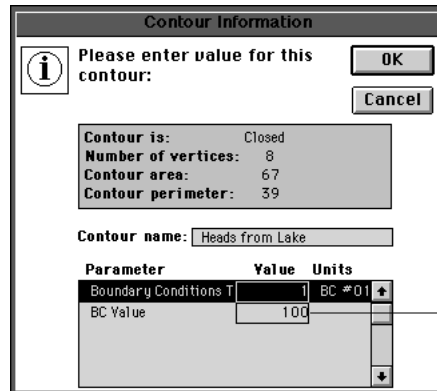 Contour Information
Please enter value for this
contour:
OK
Cancel
Contour is: Closed
Number of vertices: 8
Contour area: 67
Contour perimeter: 39
Contour name: Heads from Lake
Parameter Value Units
Boundary Conditions T 1 BC #01
BC Value 100